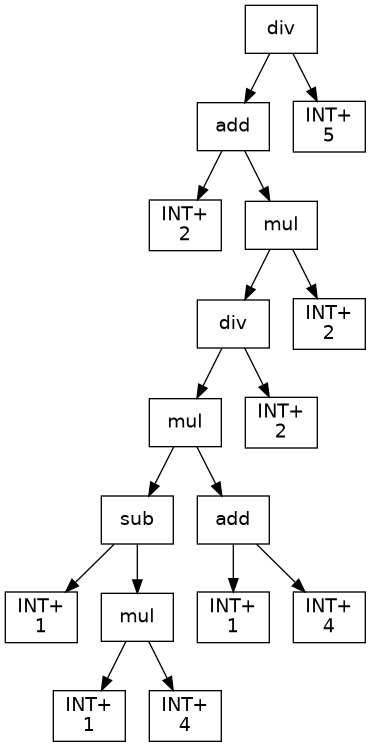 div
add
INT+
5
INT+
2
mul
div
INT+
2
mul
INT+
2
sub
add
INT+
1
mul
INT+
1
INT+
4
INT+
1
INT+
4